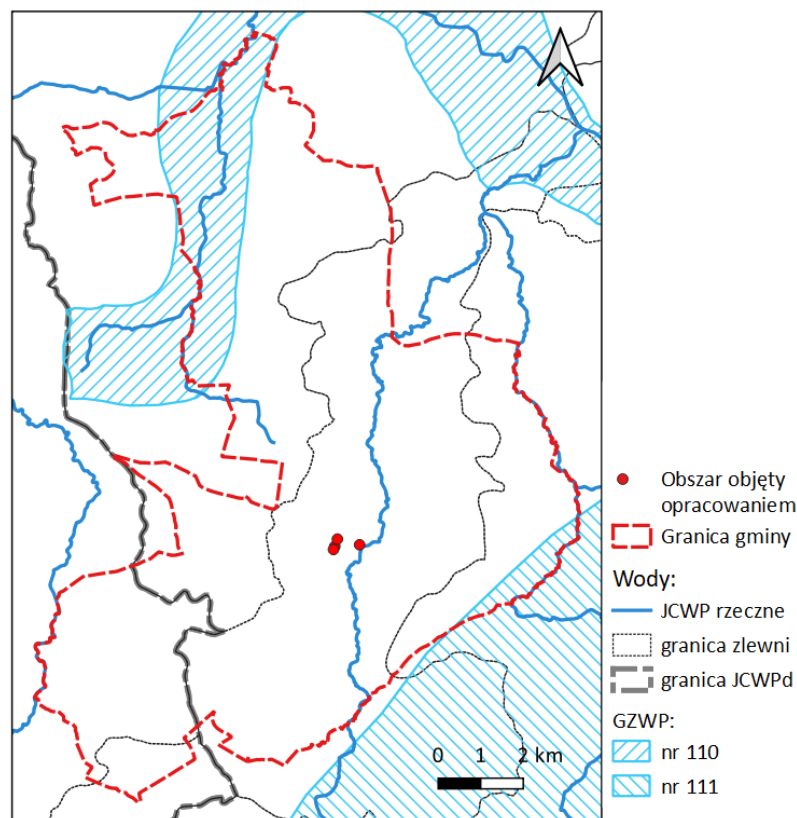 Obszar objęty
opracowaniem
Granica gminy
Wody:
JCWP rzeczne
granica zlewni
granica JCWPd
GZWP:
nr 110
nr 111
0 1 2 km